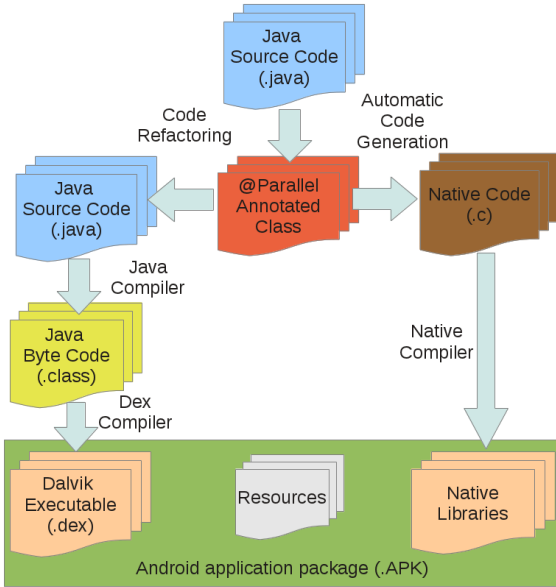 Java
Source Code
(.java)
Code
Refactoring
Automatic
Code
Generation
Java
Source Code
(.java)
@Parallel
Annotated
Class
Native Code
(.c)
Java
Compiler
Java
Byte Code
(.class)
Native
Compiler
Dex
Compiler
Dalvik
Executable
(.dex)
Resources
Native
Libraries
Android application package (.APK)